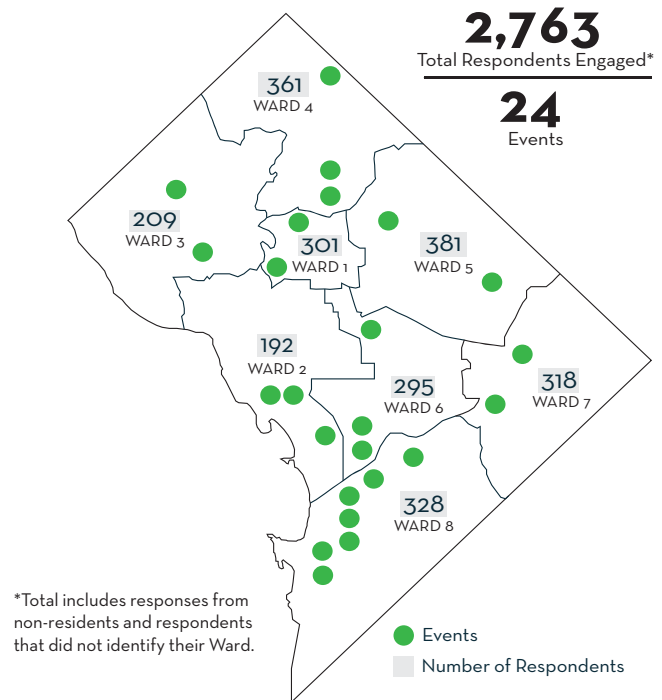 2,763
Total Respondents Engaged*
24
Events
361
WARD 4
209
WARD 3
301
WARD 1
381
WARD 5
192
WARD 2
295
WARD 6
318
WARD 7
328
WARD 8
*Total includes responses from
non-residents and respondents
that did not identify their Ward.
Events
Number of Respondents